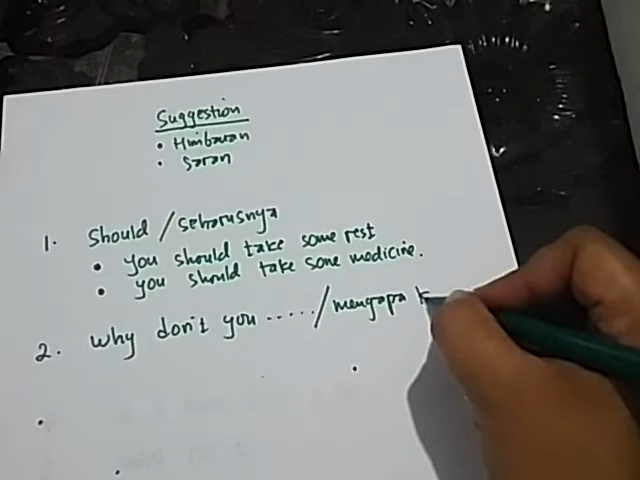 Suggestion
• Himbauan
• Saran
1. Should / seharusnya
• you should take some rest
• you should take some medicine.
2. Why don't you ..... / mengapa k